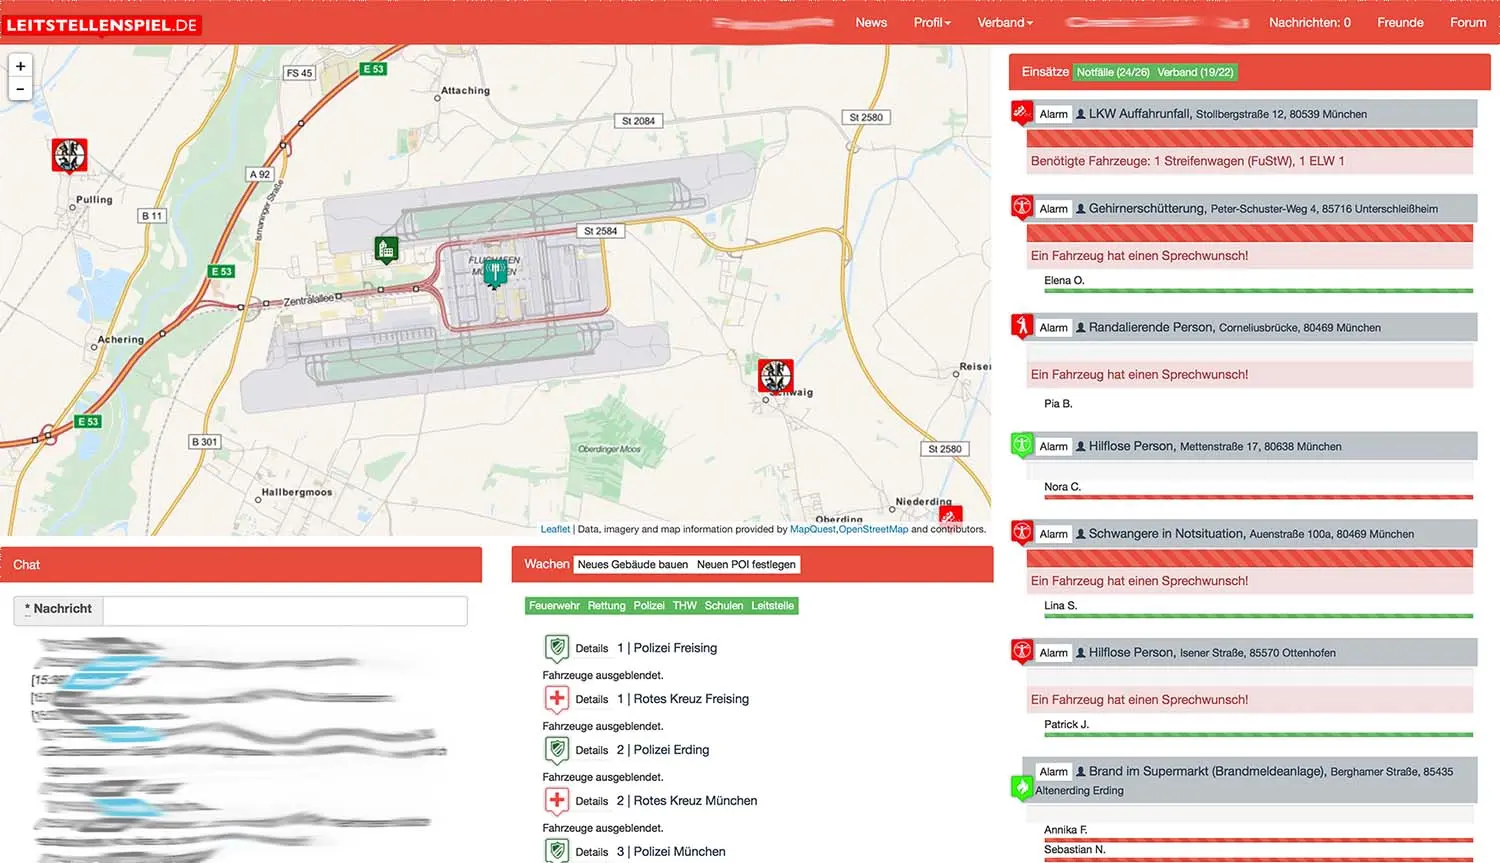 LEITSTELLENSPIEL.DE
News Profil Verband Nachrichten: 0 Freunde Forum
+
−
FS 45
E 53
Attaching
St 2084
St 2580
A 92
Ismaninger Straße
Pulling
B 11
St 2584
FLUGHAFEN
E 53
Zentralallee
Achering
Schwaig
E 53
B 301
Oberdinger Moos
St 2580
Hallbergmoos
Niederding
Oberding
Leaflet | Data, imagery and map information provided by MapQuest,OpenStreetMap and contributors.
Chat
* Nachricht
Wachen Neues Gebäude bauen Neuen POI festlegen
Feuerwehr Rettung Polizei THW Schulen Leitstelle
Details 1 | Polizei Freising
Fahrzeuge ausgeblendet.
Details 1 | Rotes Kreuz Freising
Fahrzeuge ausgeblendet.
Details 2 | Polizei Erding
Fahrzeuge ausgeblendet.
Details 2 | Rotes Kreuz München
Fahrzeuge ausgeblendet.
Details 3 | Polizei München
Einsätze Notfälle (24/26) Verband (19/22)
Alarm LKW Auffahrunfall, Stollbergstraße 12, 80539 München
Benötigte Fahrzeuge: 1 Streifenwagen (FuStW), 1 ELW 1
Alarm Gehirnerschütterung, Peter-Schuster-Weg 4, 85716 Unterschleißheim
Ein Fahrzeug hat einen Sprechwunsch!
Elena O.
Alarm Randalierende Person, Corneliusbrücke, 80469 München
Ein Fahrzeug hat einen Sprechwunsch!
Pia B.
Alarm Hilflose Person, Mettenstraße 17, 80638 München
Nora C.
Alarm Schwangere in Notsituation, Auenstraße 100a, 80469 München
Ein Fahrzeug hat einen Sprechwunsch!
Lina S.
Alarm Hilflose Person, Isener Straße, 85570 Ottenhofen
Ein Fahrzeug hat einen Sprechwunsch!
Patrick J.
Alarm Brand im Supermarkt (Brandmeldeanlage), Berghamer Straße, 85435
Altenerding Erding
Annika F.
Sebastian N.